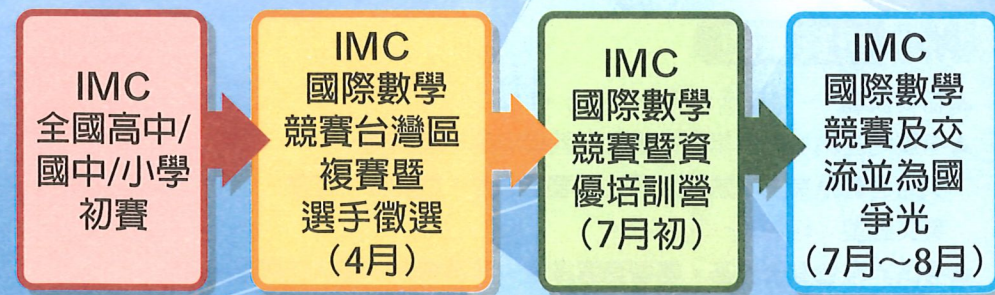 IMC
全國高中/
國中/小學
初賽
IMC
國際數學
競賽台灣區
複賽暨
選手徵選
(4月)
IMC
國際數學
競賽暨資
優培訓營
(7月初)
IMC
國際數學
競賽及交
流並為國
爭光
(7月～8月)